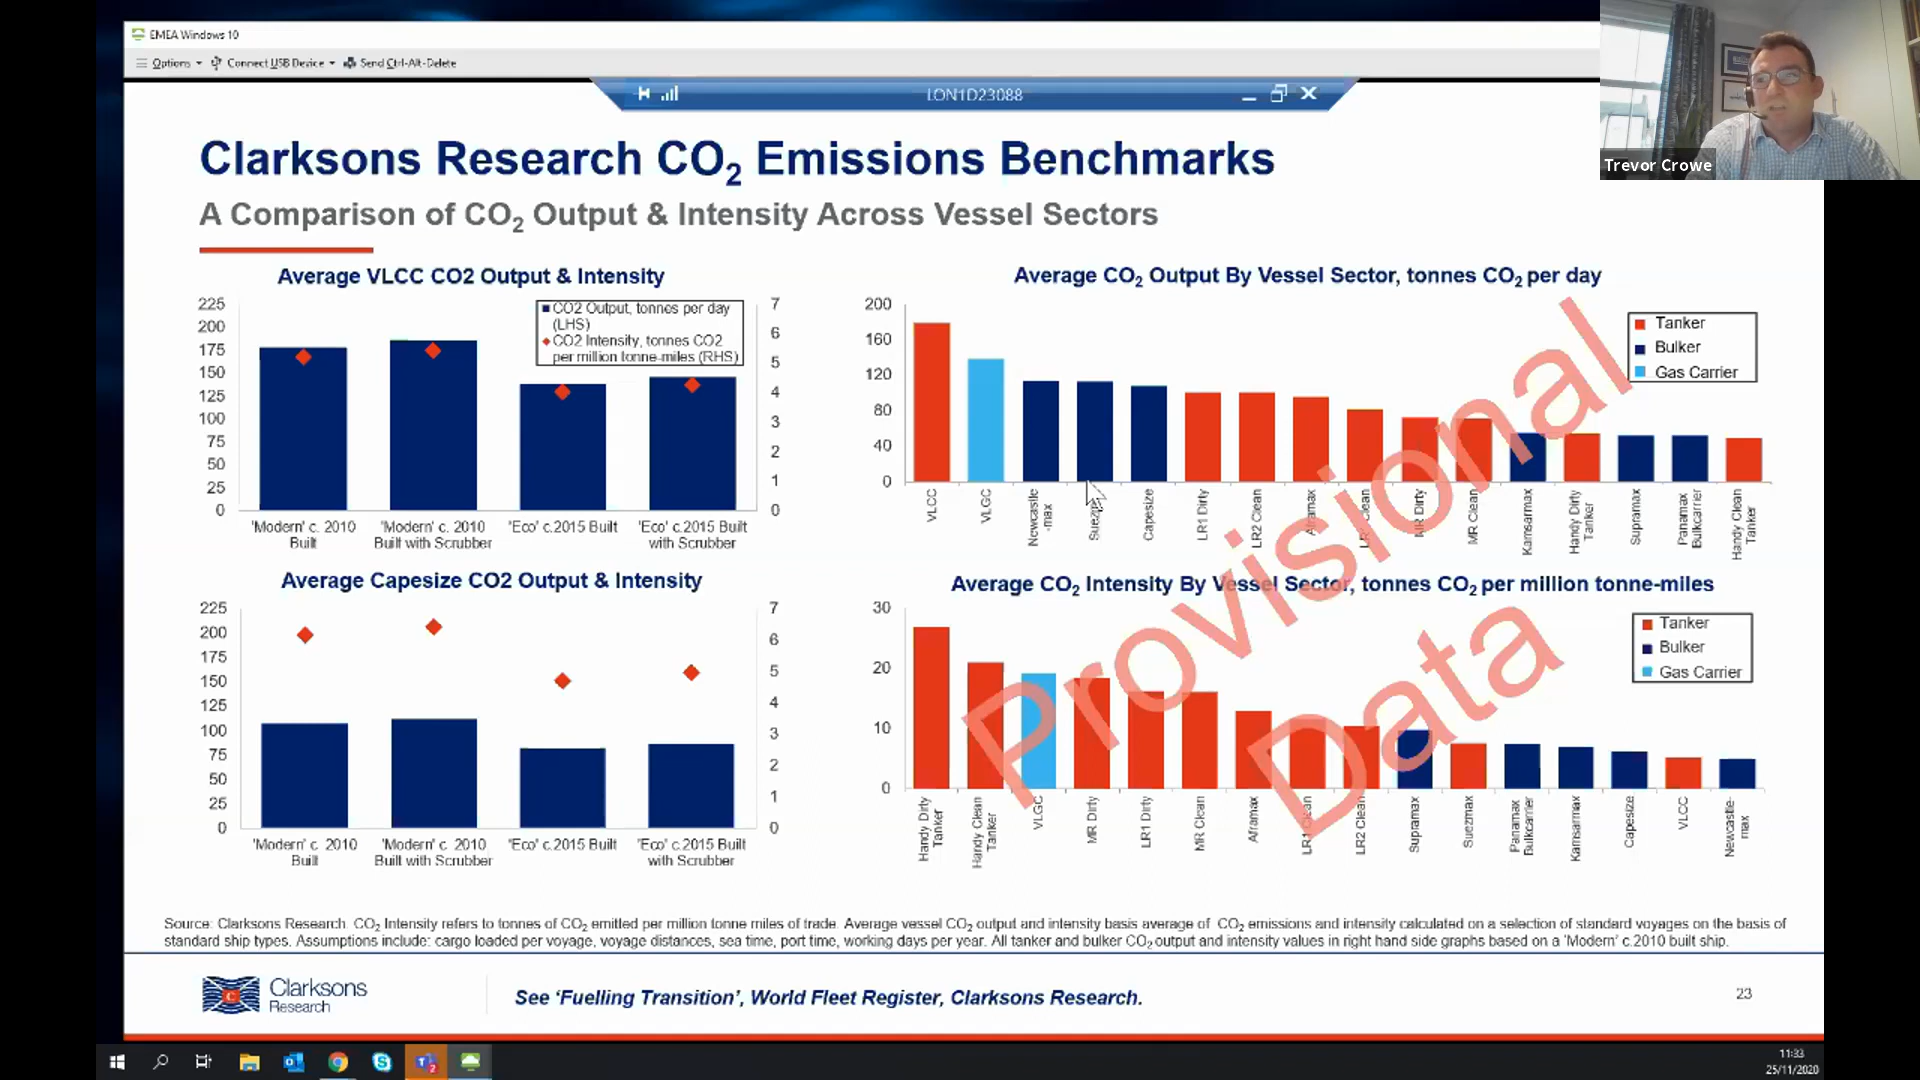 EMEA Windows 10
Options
Connect USB Device
Send Ctrl-Alt-Delete
LON1D23088
Trevor Crowe
Clarksons Research CO2 Emissions Benchmarks
A Comparison of CO2 Output & Intensity Across Vessel Sectors
Average VLCC CO2 Output & Intensity
225
200
175
150
125
100
75
50
25
0
CO2 Output, tonnes per day
(LHS)
CO2 Intensity, tonnes CO2
per million tonne-miles (RHS)
7
6
5
4
3
2
1
0
'Modern' c. 2010
Built
'Modern' c. 2010
Built with Scrubber
'Eco' c.2015 Built
'Eco' c.2015 Built
with Scrubber
Average CO2 Output By Vessel Sector, tonnes CO2 per day
200
160
120
80
40
0
Tanker
Bulker
Gas Carrier
VLCC
VLGC
Newcastle
-max
Capesize
LR1 Dirty
LR2 Clean
Aframax
Clean
MR Dirty
MR Clean
Kamsarmax
Handy Dirty
Tanker
Supramax
Panamax
Bulkcarrier
Handy Clean
Tanker
Average Capesize CO2 Output & Intensity
225
200
175
150
125
100
75
50
25
0
7
6
5
4
3
2
1
0
'Modern' c. 2010
Built
'Modern' c. 2010
Built with Scrubber
'Eco' c.2015 Built
'Eco' c.2015 Built
with Scrubber
Average CO2 Intensity By Vessel Sector, tonnes CO2 per million tonne-miles
30
20
10
0
Tanker
Bulker
Gas Carrier
Handy Dirty
Tanker
Handy Clean
Tanker
VLGC
MR Dirty
LR1 Dirty
MR Clean
Aframax
LR1 Clean
LR2 Clean
Supramax
Suezmax
Panamax
Bulkcarrier
Kamsarmax
Capesize
VLCC
Newcastle-
max
Provisional
Data
Source: Clarksons Research. CO2 Intensity refers to tonnes of CO2 emitted per million tonne miles of trade. Average vessel CO2 output and intensity basis average of CO2 emissions and intensity calculated on a selection of standard voyages on the basis of
standard ship types. Assumptions include: cargo loaded per voyage, voyage distances, sea time, port time, working days per year. All tanker and bulker CO2 output and intensity values in right hand side graphs based on a 'Modern' c.2010 built ship.
Clarksons
Research
See 'Fuelling Transition', World Fleet Register, Clarksons Research.
23
11:33
25/11/2020